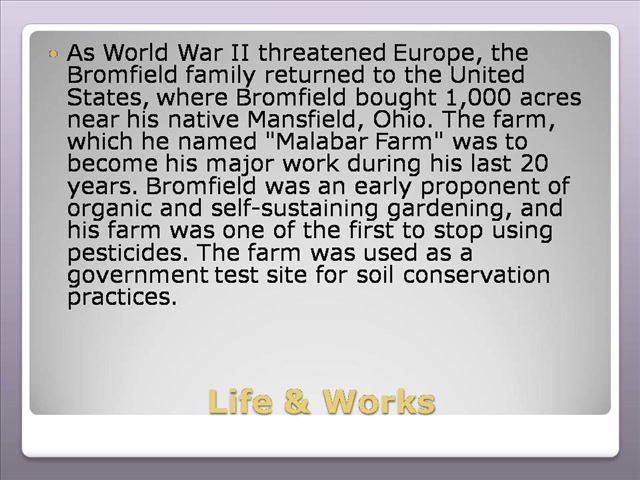 As World War II threatened Europe, the
Bromfield family returned to the United
States, where Bromfield bought 1,000 acres
near his native Mansfield, Ohio. The farm,
which he named "Malabar Farm" was to
become his major work during his last 20
years. Bromfield was an early proponent of
organic and self-sustaining gardening, and
his farm was one of the first to stop using
pesticides. The farm was used as a
government test site for soil conservation
practices.
Life & Works